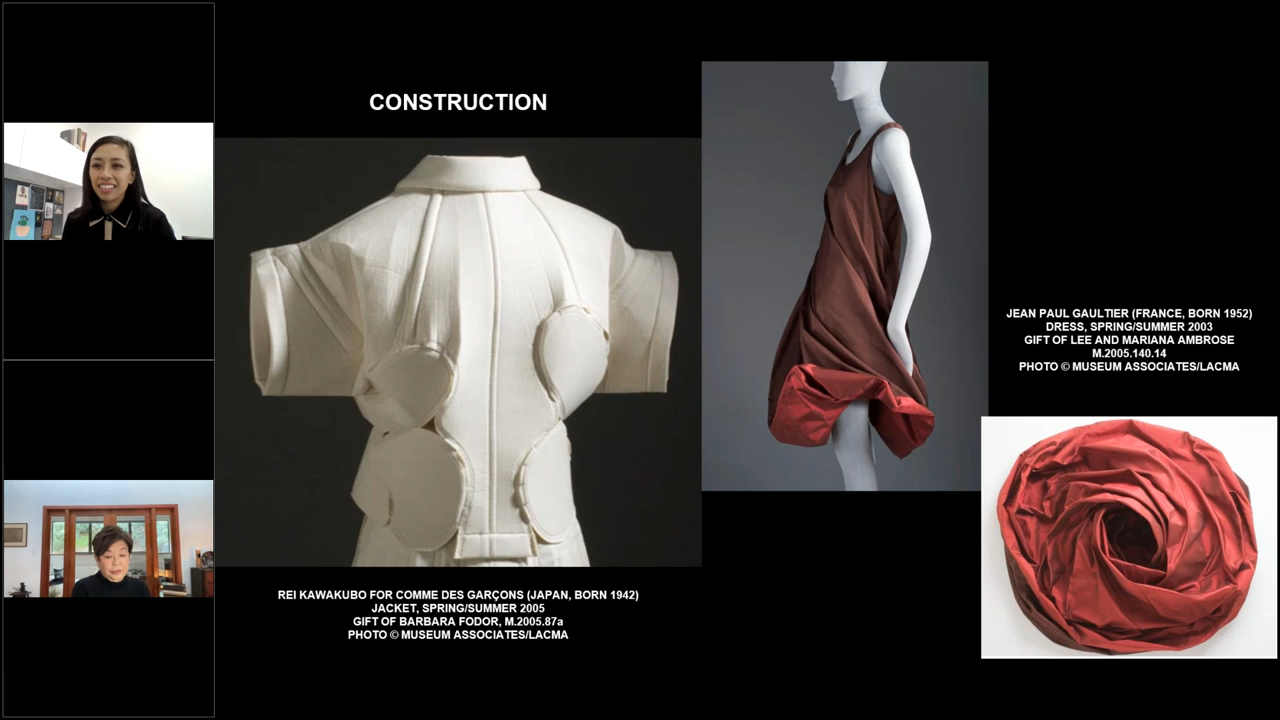 CONSTRUCTION
REI KAWAKUBO FOR COMME DES GARÇONS (JAPAN, BORN 1942)
JACKET, SPRING/SUMMER 2005
GIFT OF BARBARA FODOR, M.2005.87a
PHOTO © MUSEUM ASSOCIATES/LACMA
JEAN PAUL GAULTIER (FRANCE, BORN 1952)
DRESS, SPRING/SUMMER 2003
GIFT OF LEE AND MARIANA AMBROSE
M.2005.140.14
PHOTO © MUSEUM ASSOCIATES/LACMA